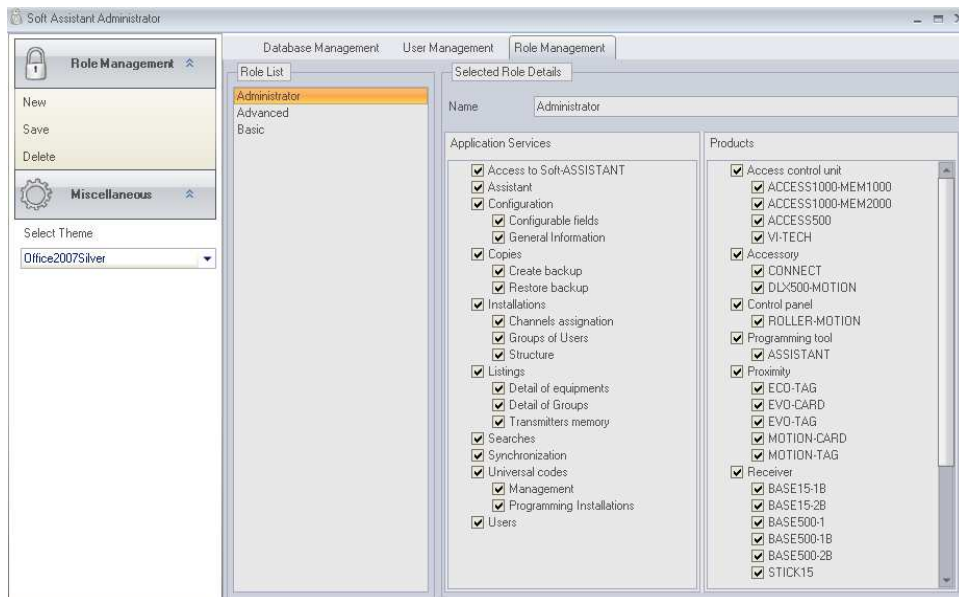 Soft Assistant Administrator
Role Management
New
Save
Delete
Miscellaneous
Select Theme
Office2007Silver
Database Management User Management Role Management
Role List
Administrator
Advanced
Basic
Selected Role Details
Name Administrator
Application Services
Access to Soft-ASSISTANT
Assistant
Configuration
Configurable fields
General Information
Copies
Create backup
Restore backup
Installations
Channels assignation
Groups of Users
Structure
Listings
Detail of equipments
Detail of Groups
Transmitters memory
Searches
Synchronization
Universal codes
Management
Programming Installations
Users
Products
Access control unit
ACCESS1000-MEM1000
ACCESS1000-MEM2000
ACCESS500
VI-TECH
Accessory
CONNECT
DLX500-MOTION
Control panel
ROLLER-MOTION
Programming tool
ASSISTANT
Proximity
ECO-TAG
EVO-CARD
EVO-TAG
MOTION-CARD
MOTION-TAG
Receiver
BASE15-1B
BASE15-2B
BASE500-1
BASE500-1B
BASE500-2B
STICK15